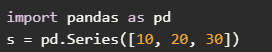 import pandas as pd
s = pd.Series([10, 20, 30])